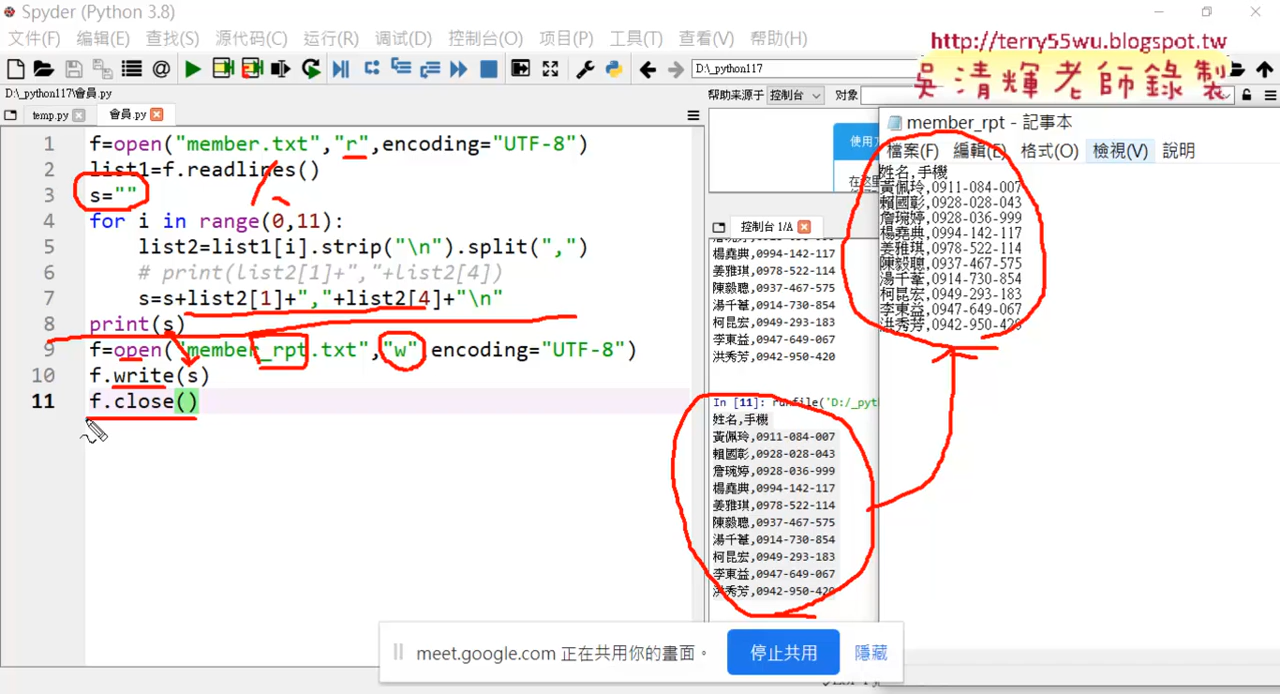 Spyder (Python 3.8)
文件(F) 编辑(E) 查找(S) 源代码(C) 运行(R) 调试(D) 控制台(O) 项目(P) 工具(T) 查看(V) 帮助(H)
http://terry55wu.blogspot.tw
吳清輝老師錄製
D:\_python117
D:\_python117\會員.py
temp.py
會員.py
1 f=open("member.txt","r",encoding="UTF-8")
2 list1=f.readlines()
3 s=""
4 for i in range(0,11):
5 list2=list1[i].strip("\n").split(",")
6 # print(list2[1]+","+list2[4])
7 s=s+list2[1]+","+list2[4]+"\n"
8 print(s)
9 f=open("member_rpt.txt","w",encoding="UTF-8")
10 f.write(s)
11 f.close()
帮助来源于 控制台 对象
使用
在这里
控制台 1/A
楊堯典,0994-142-117
姜雅琪,0978-522-114
陳毅聰,0937-467-575
湯千蕙,0914-730-854
柯昆宏,0949-293-183
李東益,0947-649-067
洪秀芳,0942-950-420
In [11]: runfile('D:/_pyt
姓名,手機
黃佩玲,0911-084-007
賴國彰,0928-028-043
詹琬婷,0928-036-999
楊堯典,0994-142-117
姜雅琪,0978-522-114
陳毅聰,0937-467-575
湯千蕙,0914-730-854
柯昆宏,0949-293-183
李東益,0947-649-067
洪秀芳,0942-950-420
member_rpt - 記事本
檔案(F) 編輯(E) 格式(O) 檢視(V) 說明
姓名,手機
黃佩玲,0911-084-007
賴國彰,0928-028-043
詹琬婷,0928-036-999
楊堯典,0994-142-117
姜雅琪,0978-522-114
陳毅聰,0937-467-575
湯千蕙,0914-730-854
柯昆宏,0949-293-183
李東益,0947-649-067
洪秀芳,0942-950-420
meet.google.com 正在共用你的畫面。
停止共用
隱藏